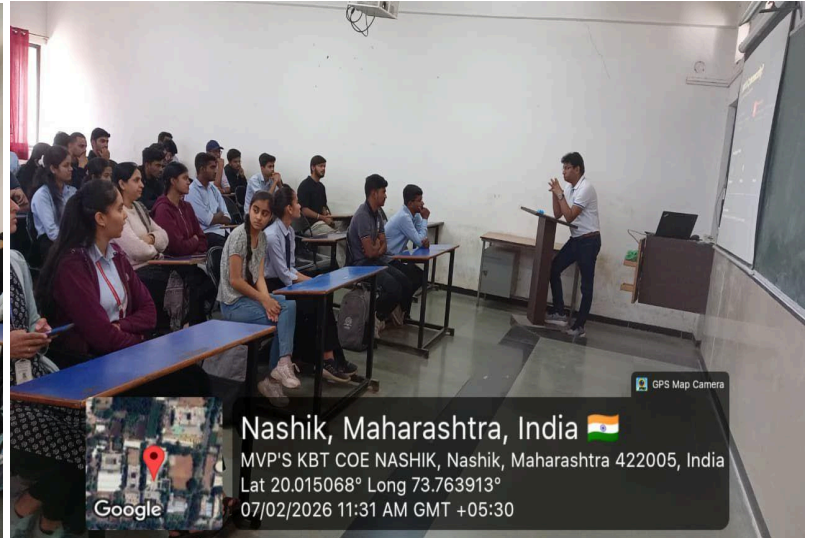 GPS Map Camera
Nashik, Maharashtra, India 🇮🇳
MVP'S KBT COE NASHIK, Nashik, Maharashtra 422005, India
Lat 20.015068° Long 73.763913°
07/02/2026 11:31 AM GMT +05:30
Google